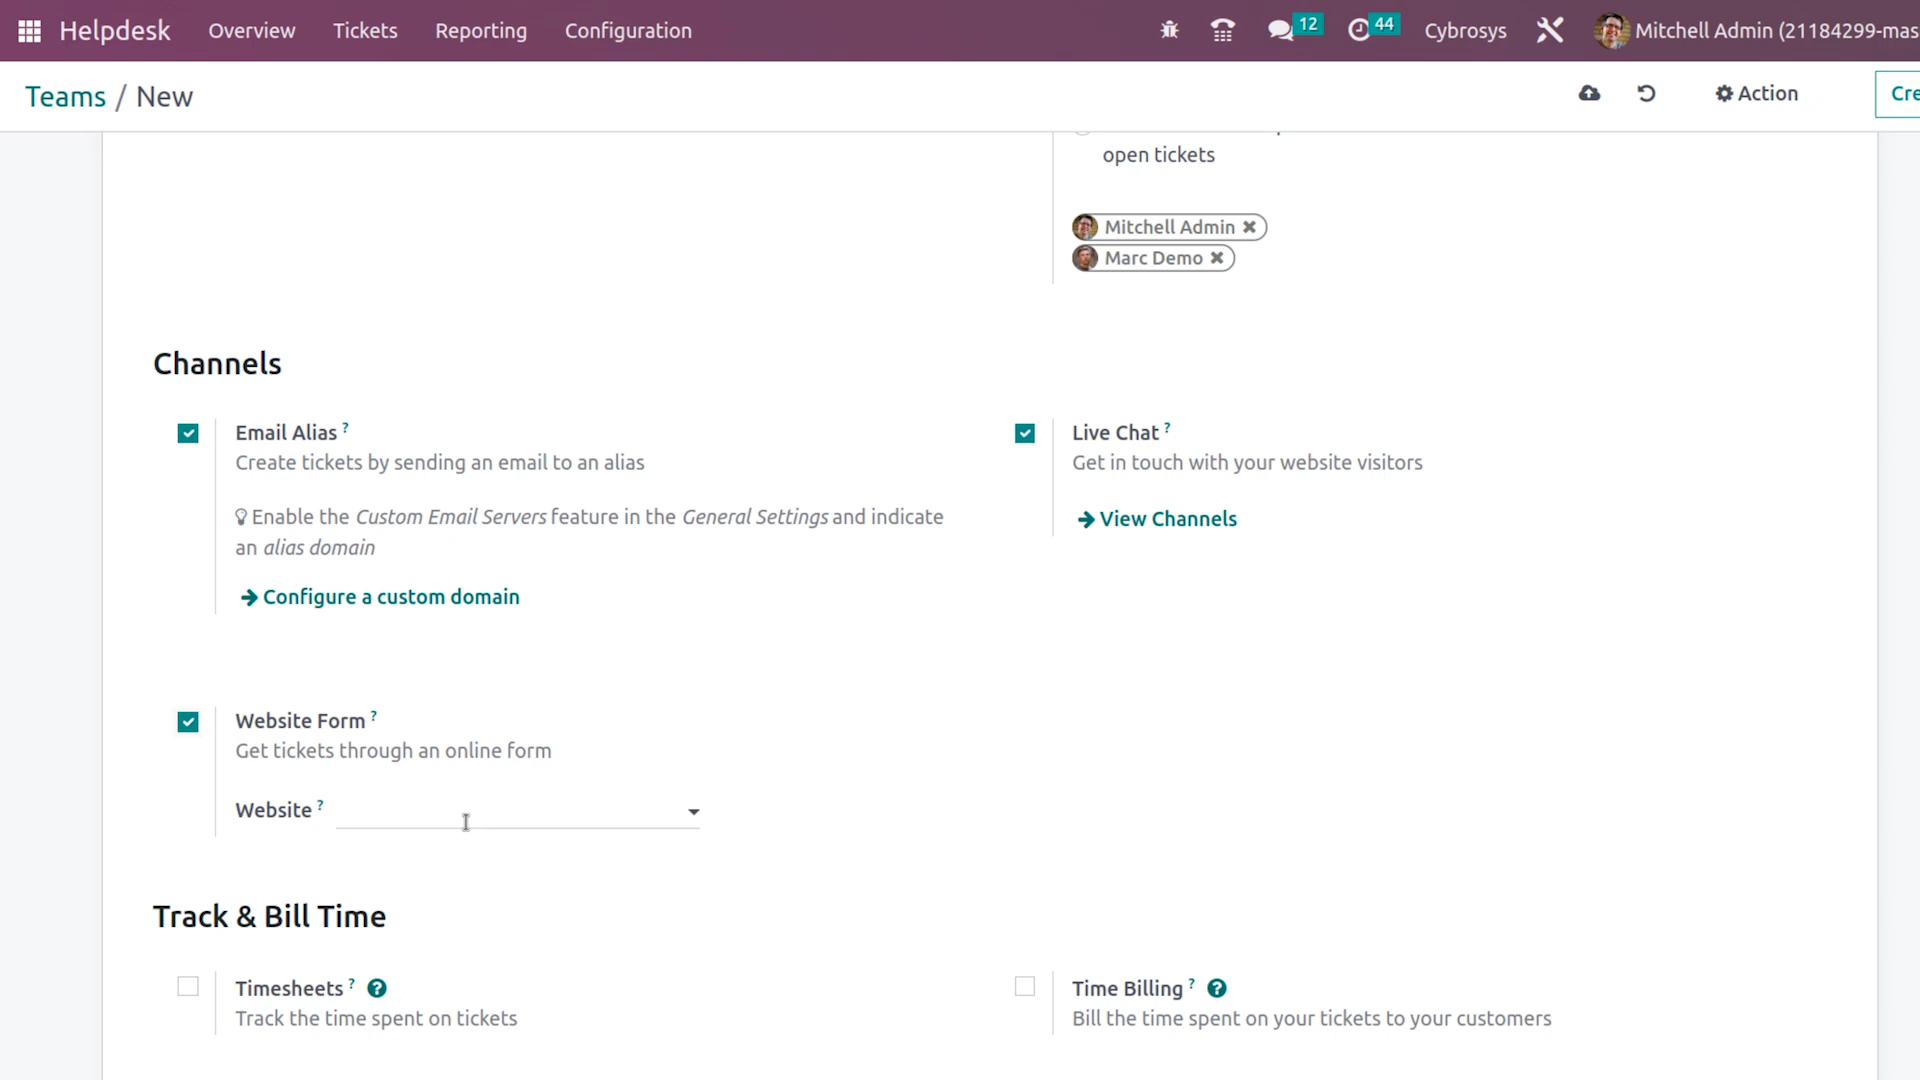 Helpdesk Overview Tickets Reporting Configuration 12 44 Cybrosys Mitchell Admin (21184299-mas
Teams / New Action Cre
open tickets
Mitchell Admin ✖
Marc Demo ✖
Channels
Email Alias ?
Create tickets by sending an email to an alias
Enable the Custom Email Servers feature in the General Settings and indicate
an alias domain
Configure a custom domain
Live Chat ?
Get in touch with your website visitors
View Channels
Website Form ?
Get tickets through an online form
Website ?
Track & Bill Time
Timesheets ? ?
Track the time spent on tickets
Time Billing ? ?
Bill the time spent on your tickets to your customers